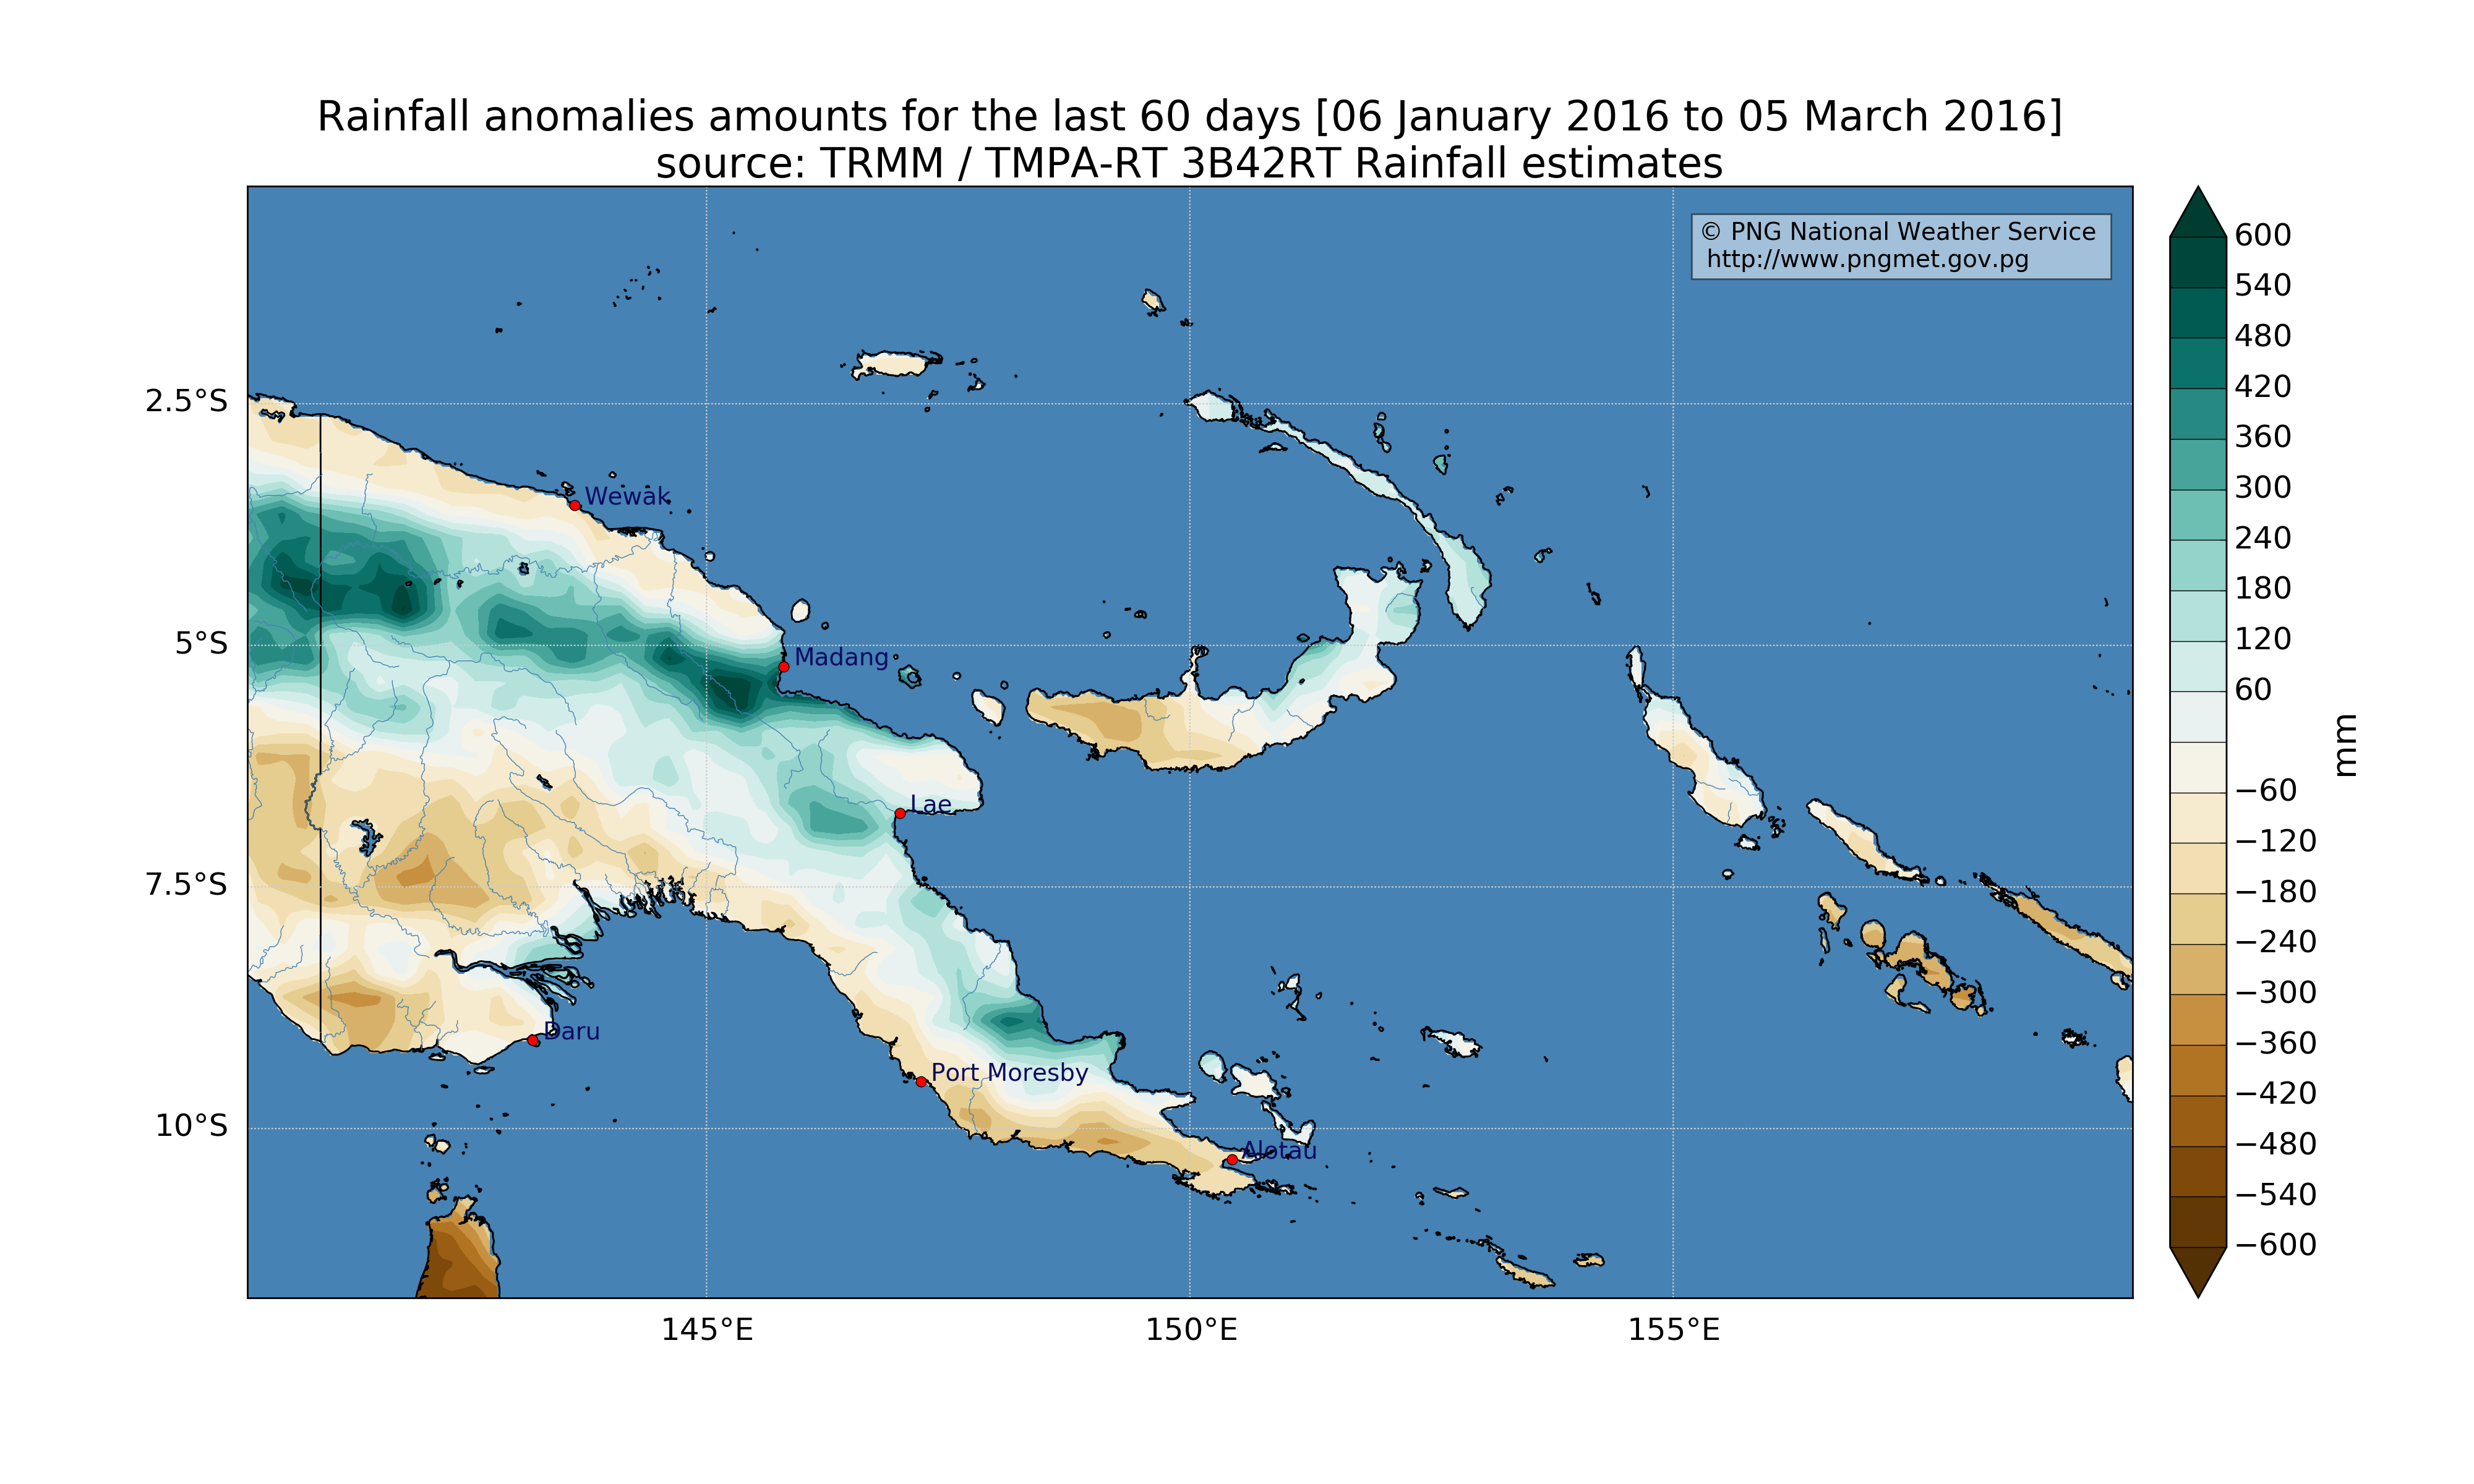 Rainfall anomalies amounts for the last 60 days [06 January 2016 to 05 March 2016]
source: TRMM / TMPA-RT 3B42RT Rainfall estimates
© PNG National Weather Service
http://www.pngmet.gov.pg
2.5°S
5°S
7.5°S
10°S
145°E
150°E
155°E
Wewak
Madang
Lae
Daru
Port Moresby
Alotau
600
540
480
420
360
300
240
180
120
60
−60
−120
−180
−240
−300
−360
−420
−480
−540
−600
mm